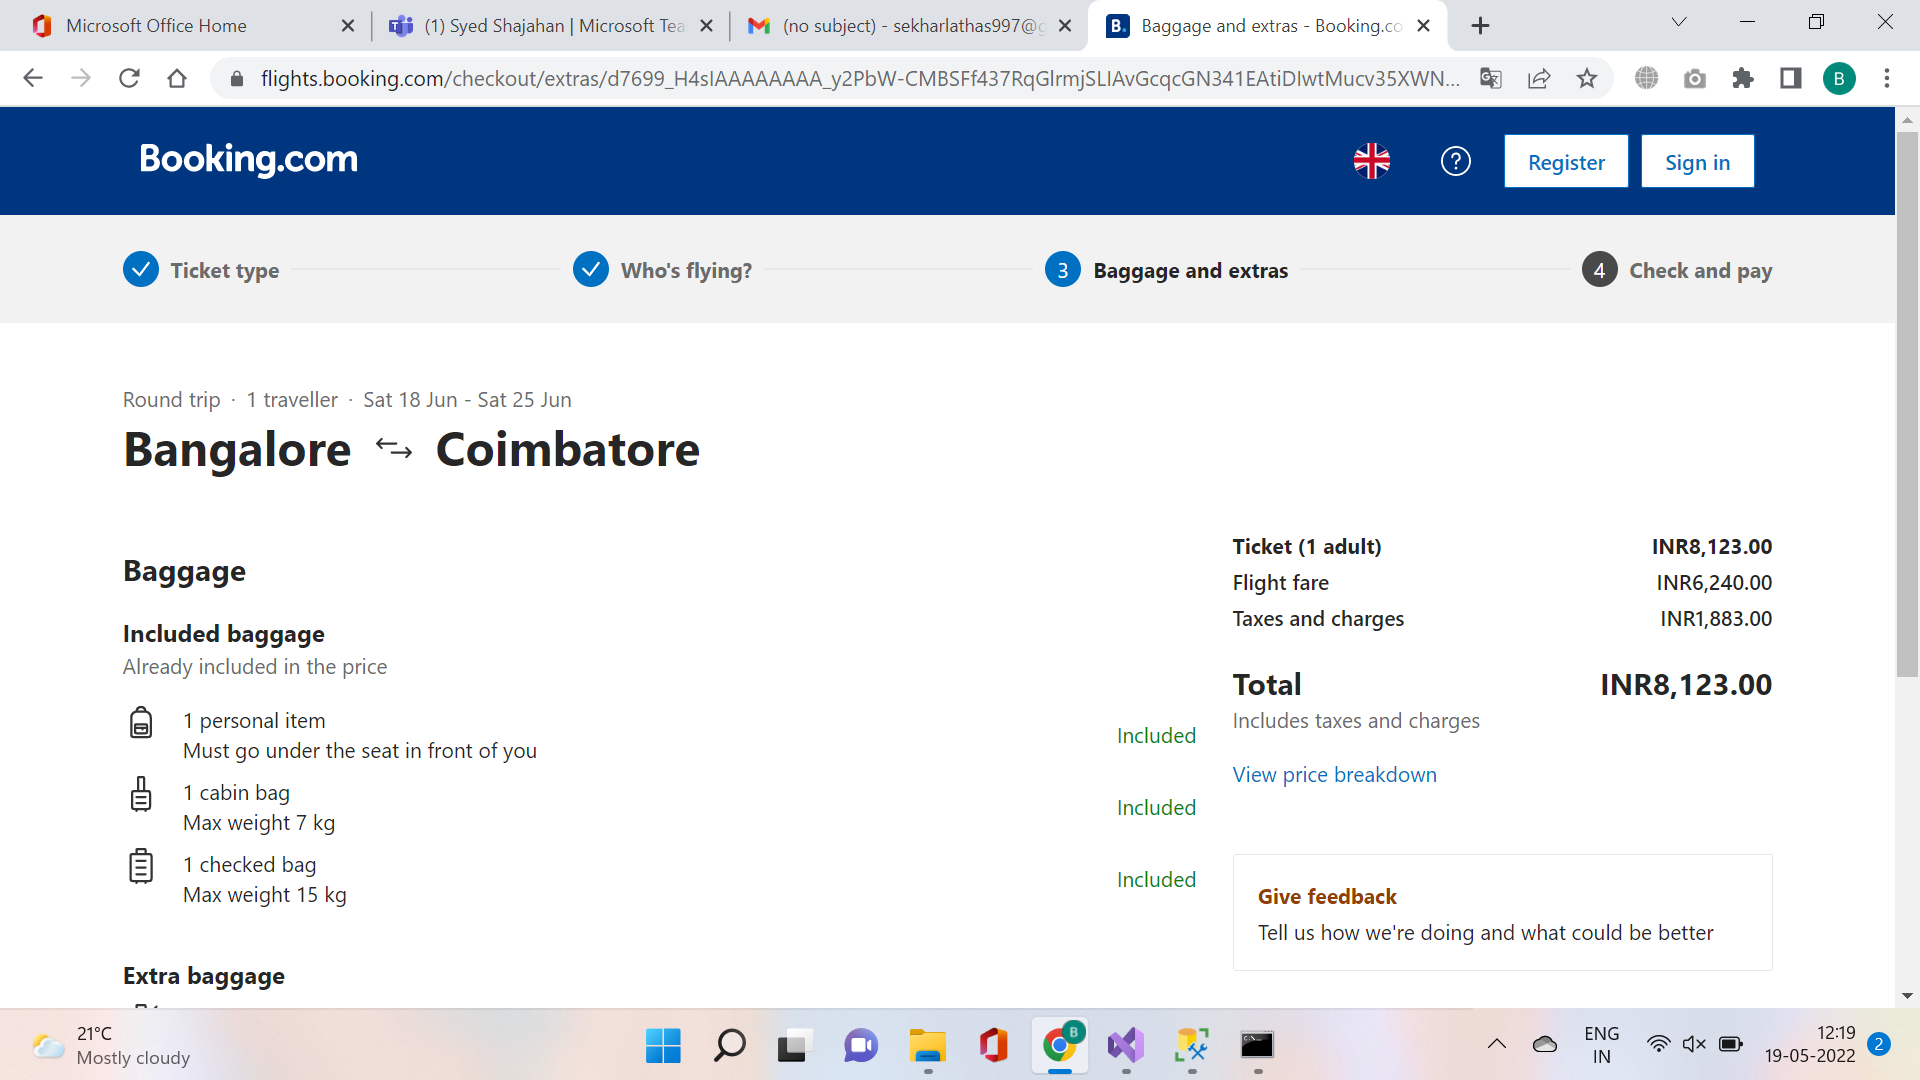 Microsoft Office Home
(1) Syed Shajahan | Microsoft Tea
(no subject) - sekharlathas997@g
B. Baggage and extras - Booking.co
flights.booking.com/checkout/extras/d7699_H4sIAAAAAAAA_y2PbW-CMBSFf437RqGIrmjSLIAvGcqcGN341EAtiDIwtMucv35XWN...
B
Booking.com
?
Register
Sign in
Ticket type
Who's flying?
3 Baggage and extras
4 Check and pay
Round trip · 1 traveller · Sat 18 Jun - Sat 25 Jun
Bangalore
Coimbatore
Baggage
Included baggage
Already included in the price
1 personal item
Must go under the seat in front of you
Included
1 cabin bag
Max weight 7 kg
Included
1 checked bag
Max weight 15 kg
Included
Extra baggage
Ticket (1 adult) INR8,123.00
Flight fare INR6,240.00
Taxes and charges INR1,883.00
Total INR8,123.00
Includes taxes and charges
View price breakdown
Give feedback
Tell us how we're doing and what could be better
21°C
Mostly cloudy
B
ENG
IN
12:19
19-05-2022
2